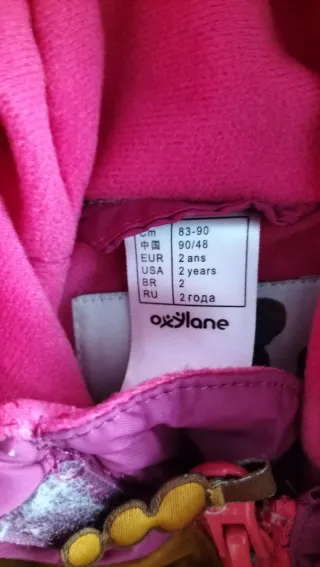 cm 83-90
中国 90/48
EUR 2 ans
USA 2 years
BR 2
RU 2 года
oxylane